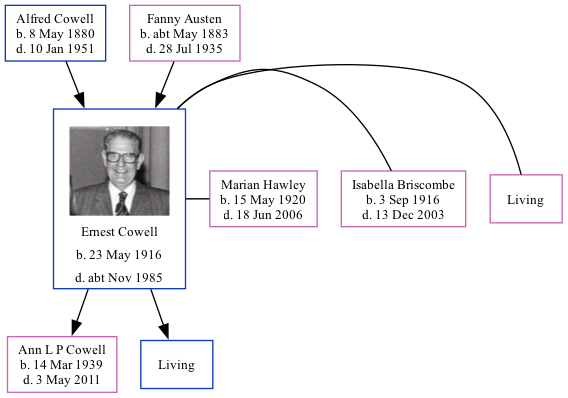 Alfred Cowell
b. 8 May 1880
d. 10 Jan 1951
Fanny Austen
b. abt May 1883
d. 28 Jul 1935
Ernest Cowell
b. 23 May 1916
d. abt Nov 1985
Marian Hawley
b. 15 May 1920
d. 18 Jun 2006
Isabella Briscombe
b. 3 Sep 1916
d. 13 Dec 2003
Living
Ann L P Cowell
b. 14 Mar 1939
d. 3 May 2011
Living